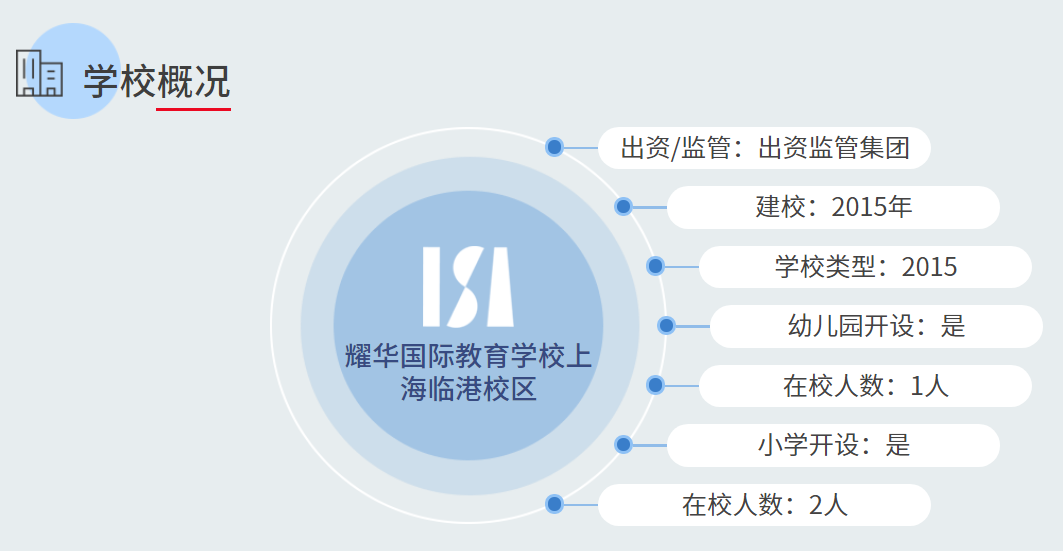 学校概况
出资/监管：出资监管集团
建校：2015年
学校类型：2015
ISA
耀华国际教育学校上
海临港校区
幼儿园开设：是
在校人数：1人
小学开设：是
在校人数：2人